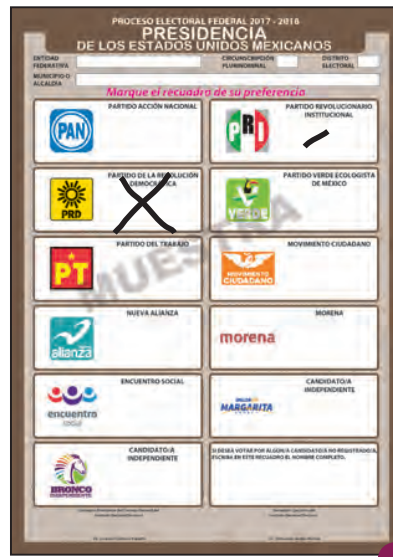 PROCESO ELECTORAL FEDERAL 2017 - 2018
PRESIDENCIA
DE LOS ESTADOS UNIDOS MEXICANOS
ENTIDAD FEDERATIVA
CIRCUNSCRIPCIÓN PLURINOMINAL
DISTRITO ELECTORAL
MUNICIPIO O ALCALDÍA
Marque el recuadro de su preferencia
PARTIDO ACCIÓN NACIONAL
PAN
PARTIDO REVOLUCIONARIO
INSTITUCIONAL
PRI
PARTIDO DE LA REVOLUCIÓN
DEMOCRÁTICA
PRD
PARTIDO VERDE ECOLOGISTA
DE MÉXICO
VERDE
PARTIDO DEL TRABAJO
PT
MOVIMIENTO CIUDADANO
MOVIMIENTO
CIUDADANO
MUESTRA
NUEVA ALIANZA
alianza
MORENA
morena
ENCUENTRO SOCIAL
encuentro
social
CANDIDATO/A
INDEPENDIENTE
MARGARITA
CANDIDATO/A
INDEPENDIENTE
BRONCO
INDEPENDIENTE
SI DESEA VOTAR POR ALGÚN/A CANDIDATO/A NO REGISTRADO/A,
ESCRIBA EN ESTE RECUADRO EL NOMBRE COMPLETO.